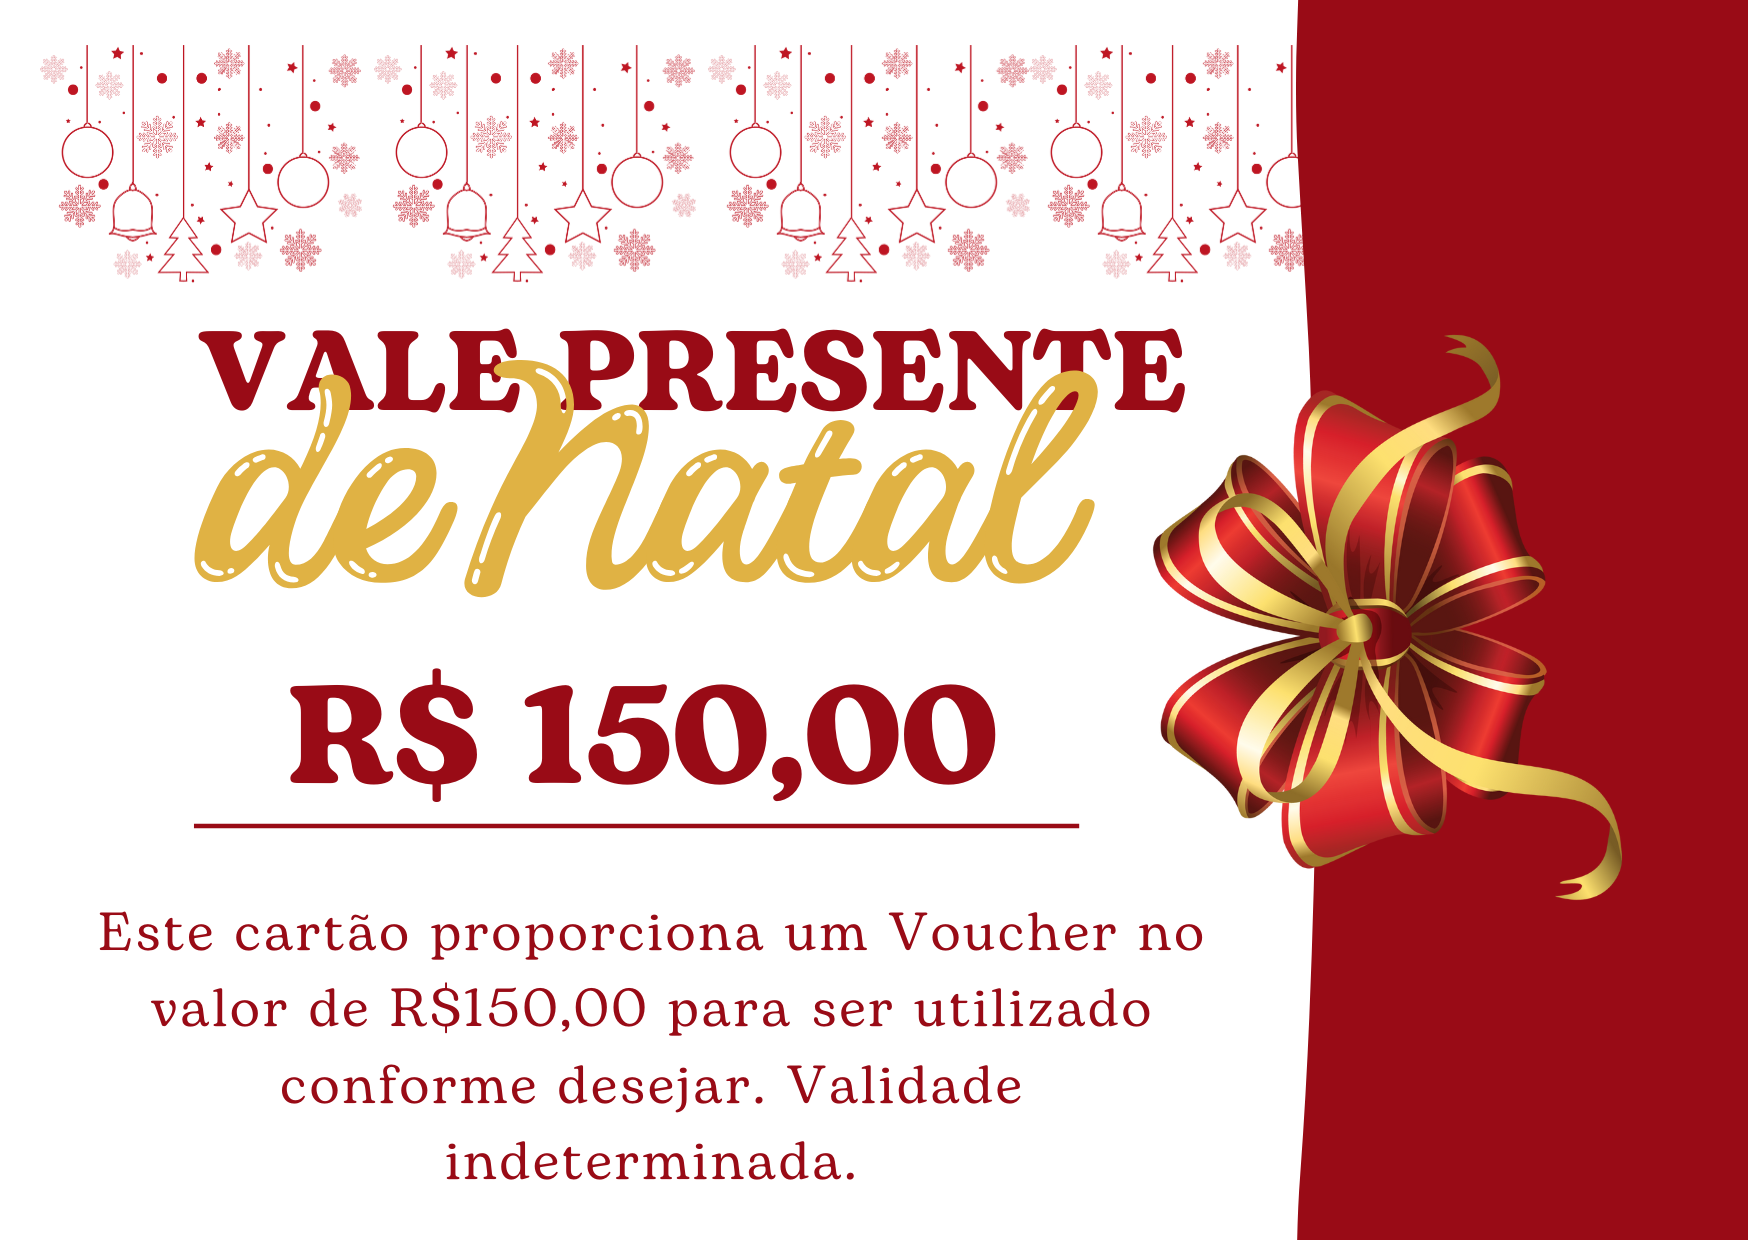 VALE PRESENTE
de Natal
R$ 150,00
Este cartão proporciona um Voucher no
valor de R$150,00 para ser utilizado
conforme desejar. Validade
indeterminada.